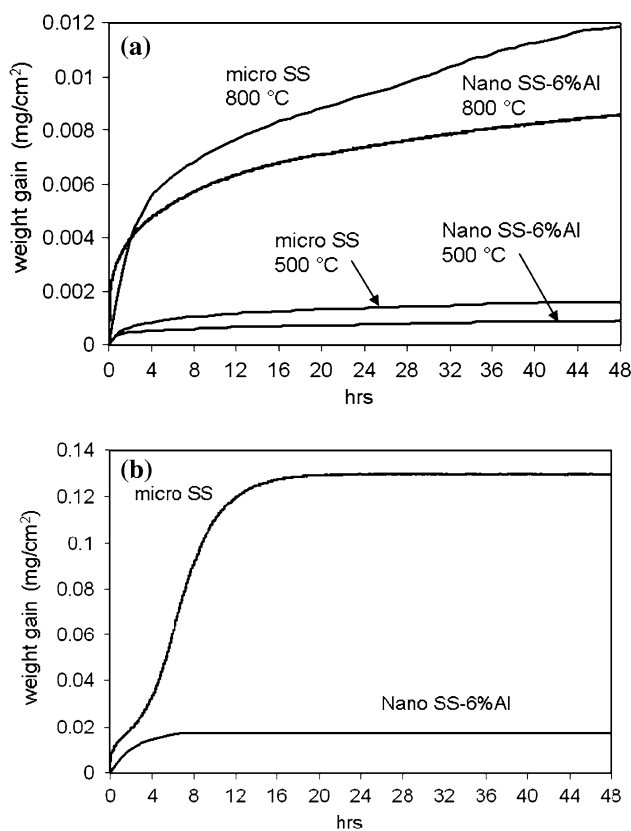 (a)
0.012
0.01
0.008
0.006
0.004
0.002
0
weight gain (mg/cm²)
micro SS
800 °C
Nano SS-6%Al
800 °C
micro SS
500 °C
Nano SS-6%Al
500 °C
0 4 8 12 16 20 24 28 32 36 40 44 48
hrs
(b)
0.14
0.12
0.1
0.08
0.06
0.04
0.02
0
weight gain (mg/cm²)
micro SS
Nano SS-6%Al
0 4 8 12 16 20 24 28 32 36 40 44 48
hrs